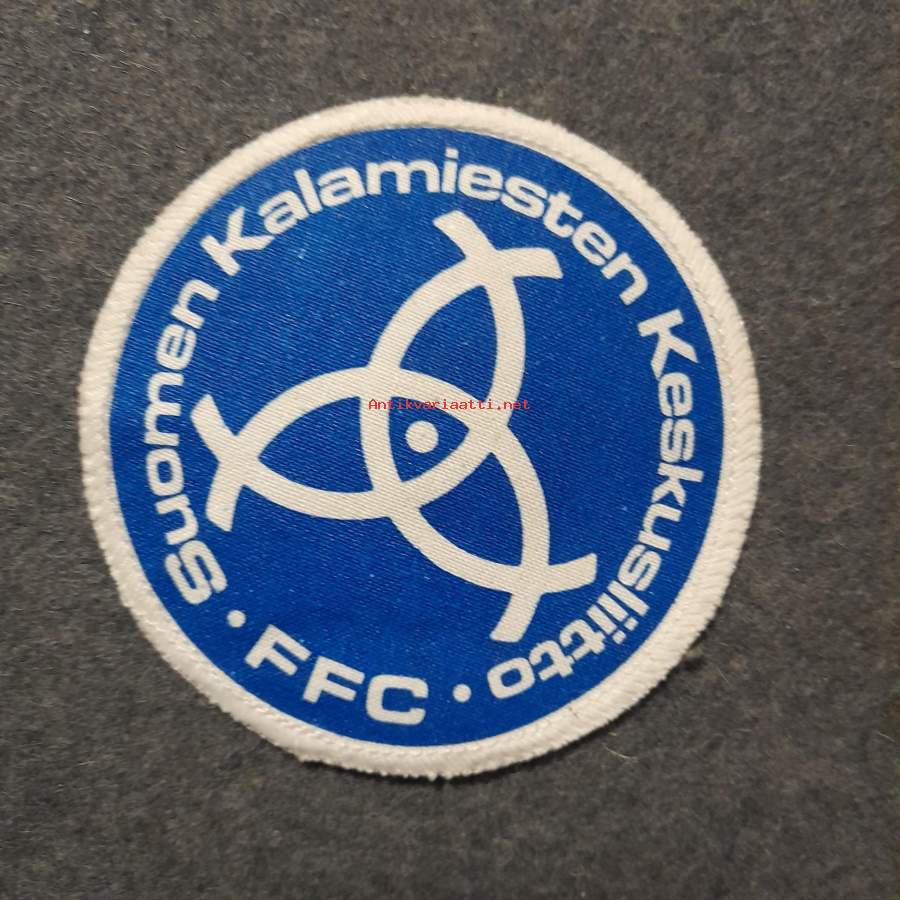 Suomen Kalamiesten Keskusliitto
• FFC •
Antikvariaatti.net